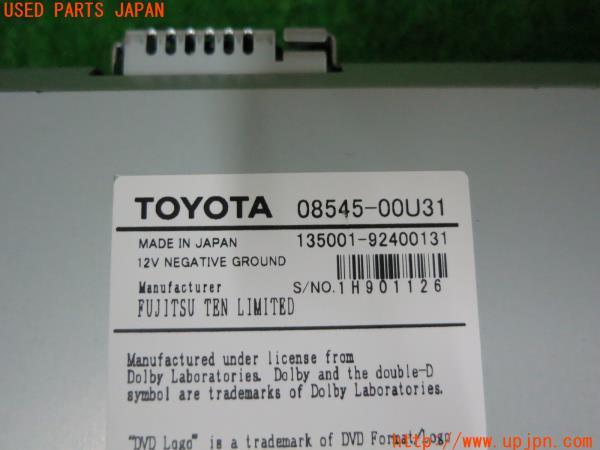 USED PARTS JAPAN
TOYOTA 08545-00U31
MADE IN JAPAN 135001-92400131
12V NEGATIVE GROUND
Manufacturer S/NO.1H901126
FUJITSU TEN LIMITED
Manufactured under license from
Dolby Laboratories. Dolby and the double-D
symbol are trademarks of Dolby Laboratories.
"DVD Logo" is a trademark of DVD Format/Logo
http://www.upjpn.com